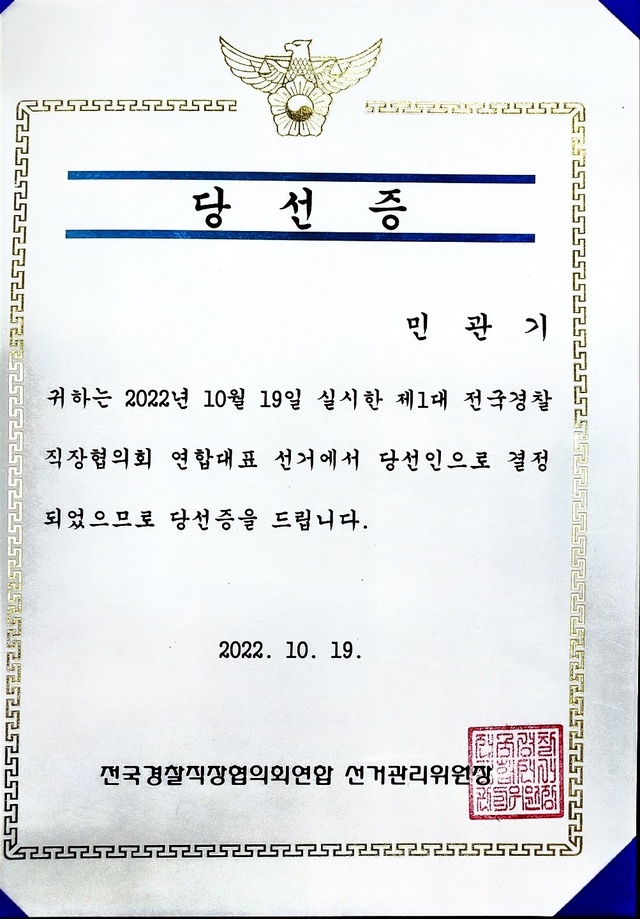 당 선 증
민 관 기
귀하는 2022년 10월 19일 실시한 제1대 전국경찰
직장협의회 연합대표 선거에서 당선인으로 결정
되었으므로 당선증을 드립니다.
2022. 10. 19.
전국경찰직장협의회연합 선거관리위원장